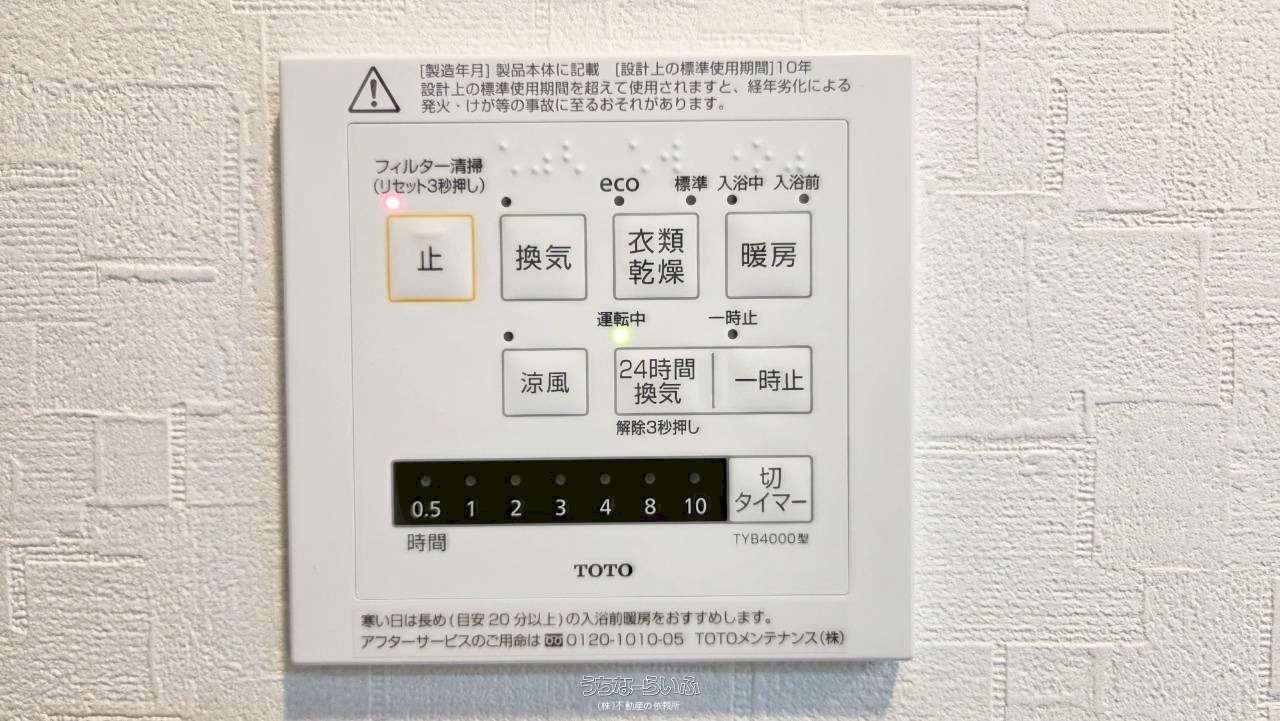 [製造年月] 製品本体に記載 [設計上の標準使用期間]10年
設計上の標準使用期間を超えて使用されますと、経年劣化による
発火・けが等の事故に至るおそれがあります。
フィルター清掃
(リセット3秒押し)
eco 標準 入浴中 入浴前
止 換気 衣類 暖房
乾燥
運転中 一時止
涼風 24時間 一時止
換気
解除3秒押し
0.5 1 2 3 4 8 10 切
タイマー
時間 TYB4000型
TOTO
寒い日は長め(目安20分以上)の入浴前暖房をおすすめします。
アフターサービスのご用命は 0120-1010-05 TOTOメンテナンス(株)
うちなーらいふ
(株)不動産の依頼所